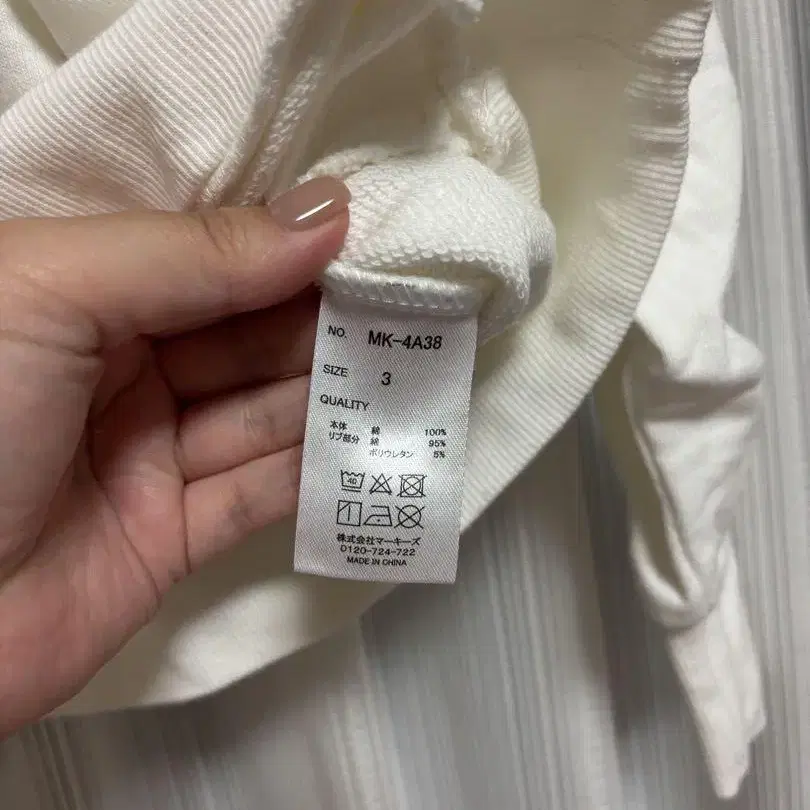 NO. MK-4A38
SIZE 3
QUALITY
本体 綿 100%
リブ部分 綿 95%
ポリウレタン 5%
40
株式会社マーキーズ
0120-724-722
MADE IN CHINA